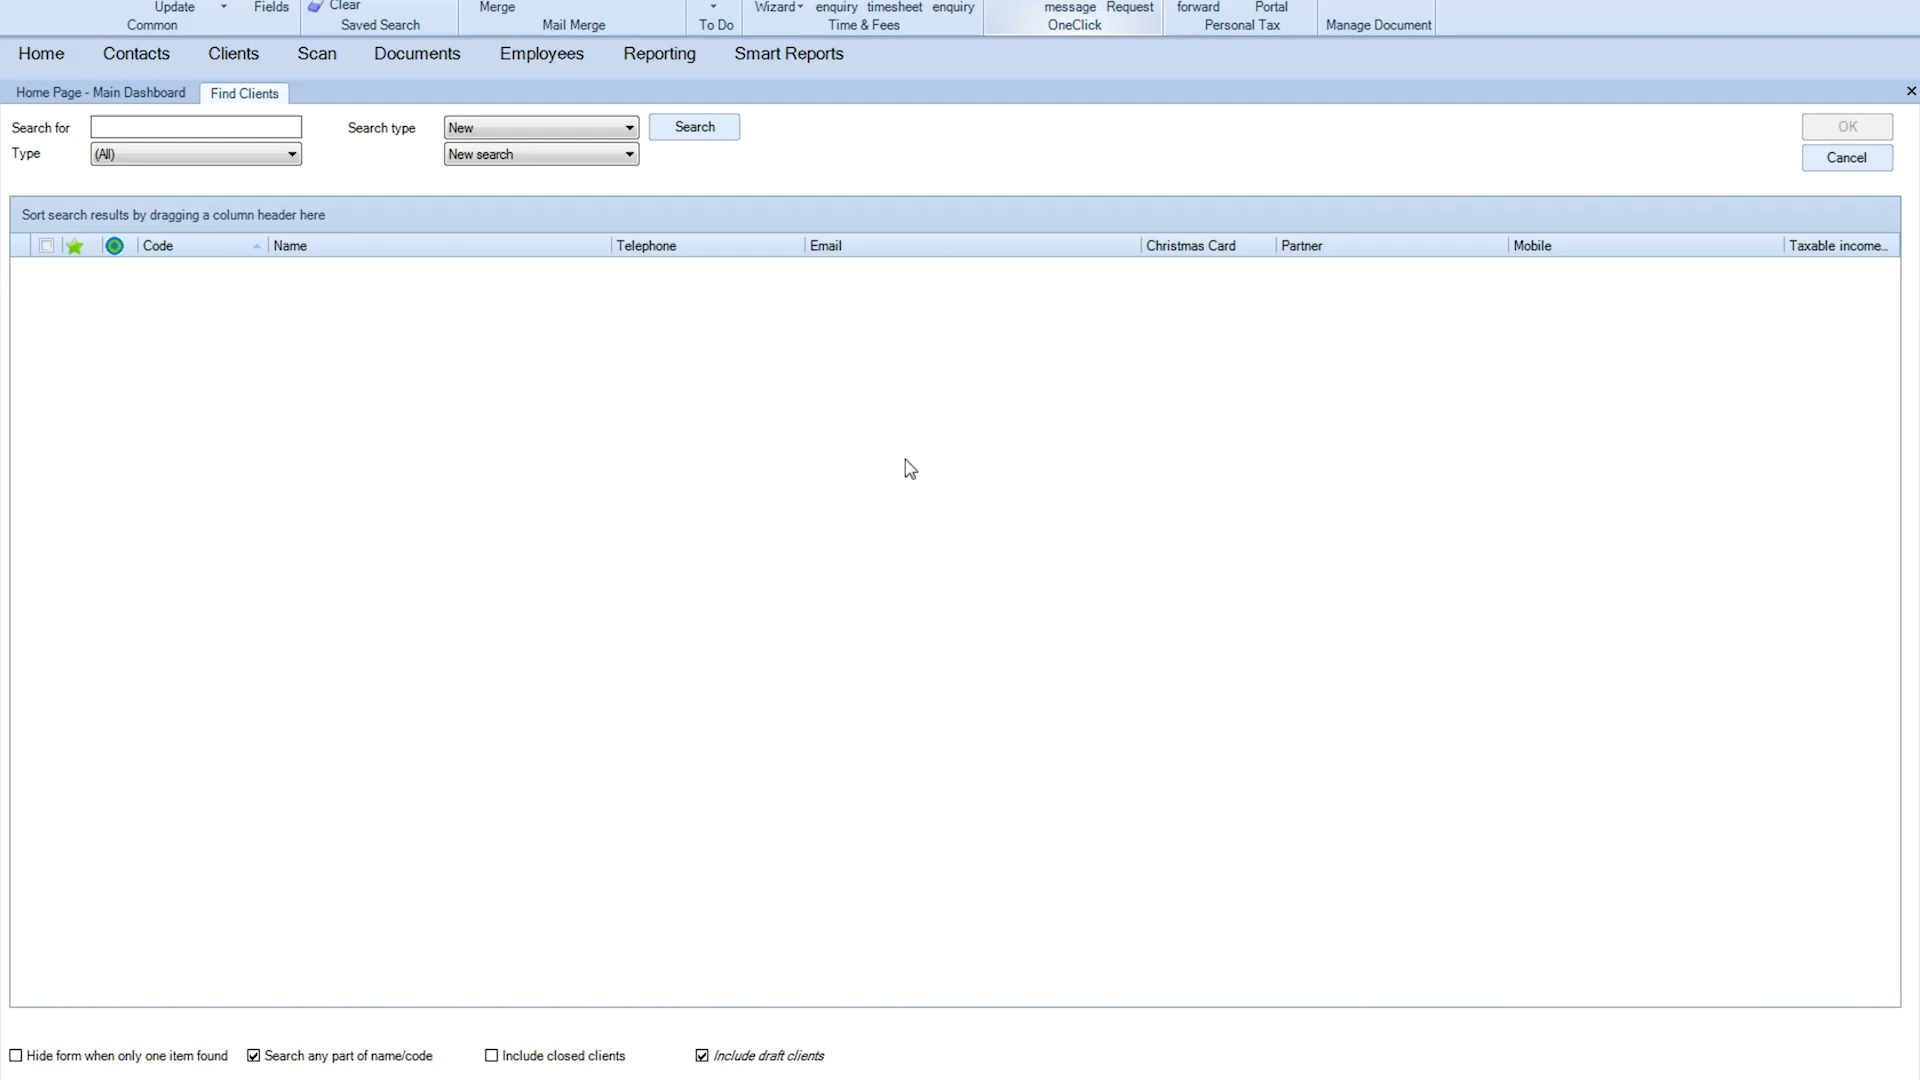 Update Fields Clear Merge Wizard enquiry timesheet enquiry message Request forward Portal
Common Saved Search Mail Merge To Do Time & Fees OneClick Personal Tax Manage Document
Home Contacts Clients Scan Documents Employees Reporting Smart Reports
Home Page - Main Dashboard Find Clients
Search for Search type New Search OK
Type (All) New search Cancel
Sort search results by dragging a column header here
Code Name Telephone Email Christmas Card Partner Mobile Taxable income...
Hide form when only one item found Search any part of name/code Include closed clients Include draft clients